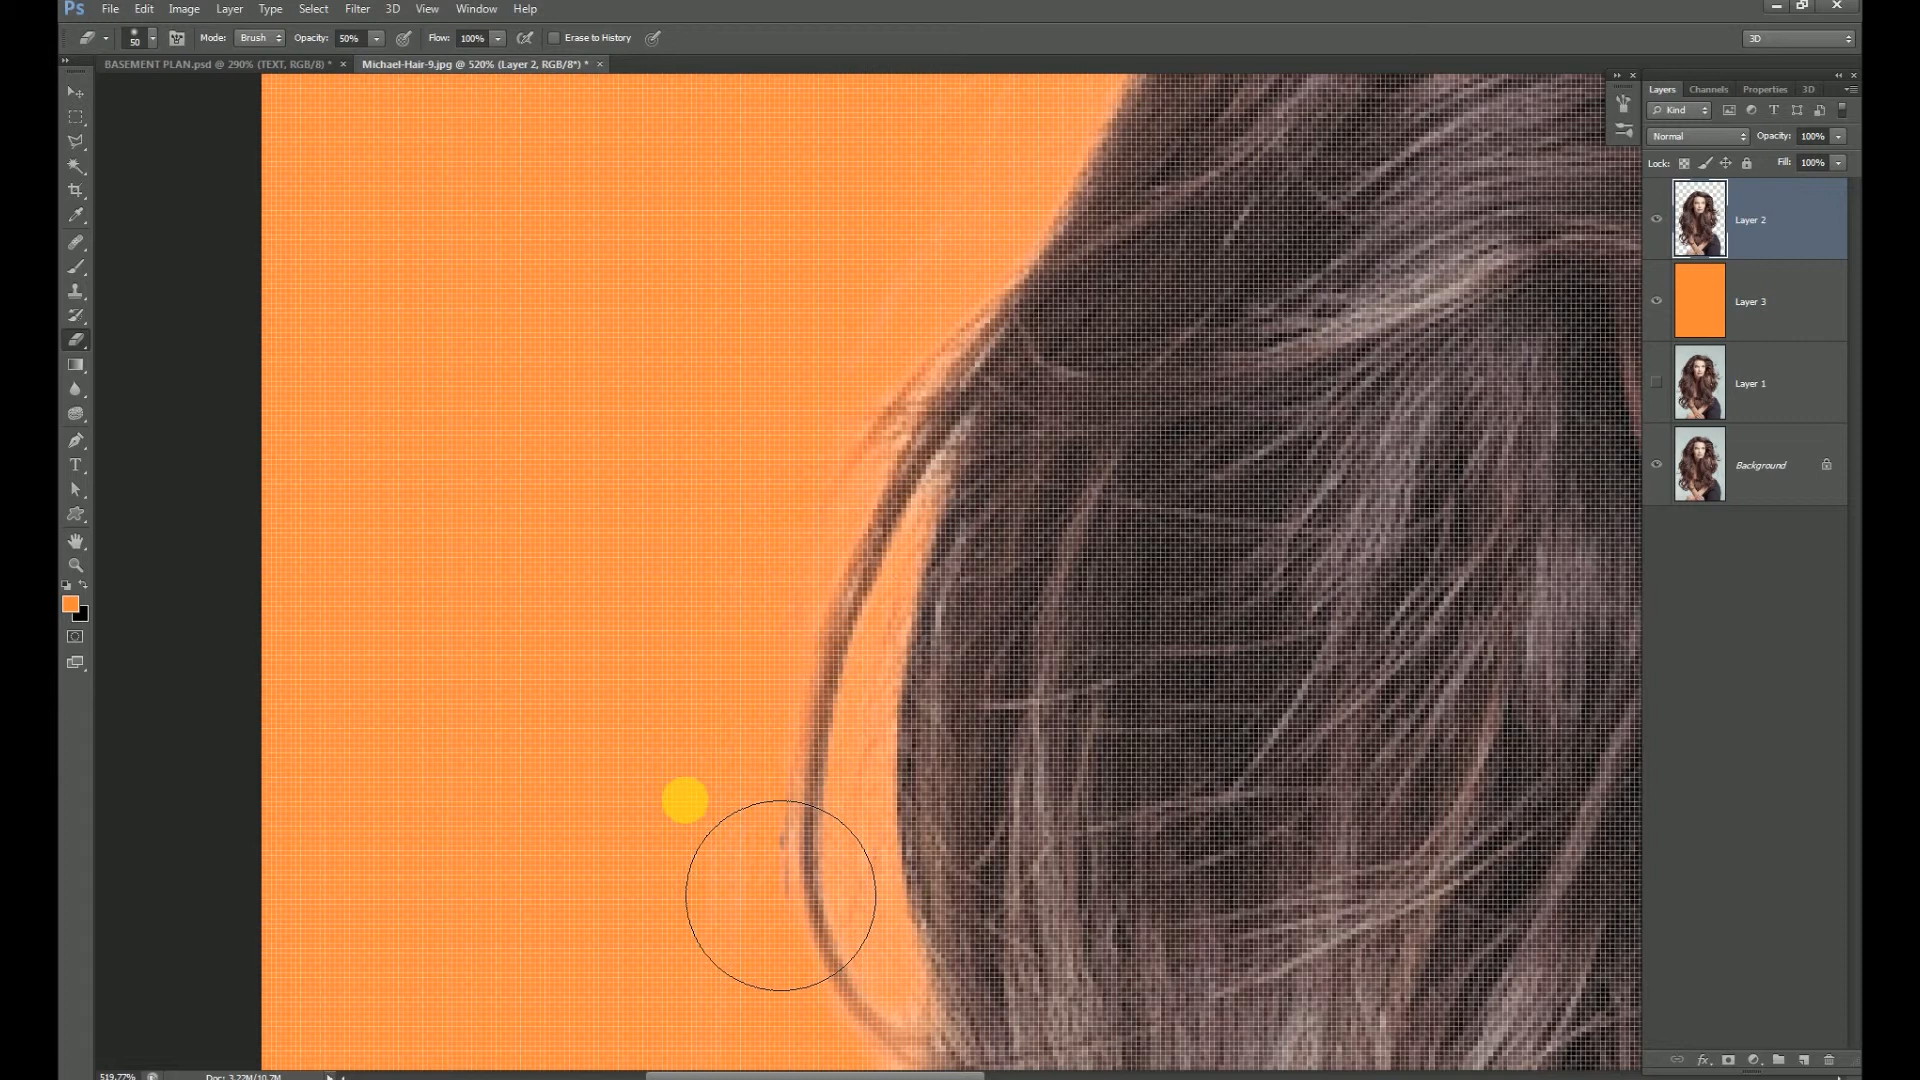 Ps File Edit Image Layer Type Select Filter 3D View Window Help
50 Mode: Brush Opacity: 50% Flow: 100% Erase to History 3D
BASEMENT PLAN.psd @ 290% (TEXT, RGB/8) * × Michael-Hair-9.jpg @ 520% (Layer 2, RGB/8*) * ×
Layers Channels Properties 3D
Kind
Normal Opacity: 100%
Lock: Fill: 100%
Layer 2
Layer 3
Layer 1
Background
519.77% Doc: 3.22M/10.7M